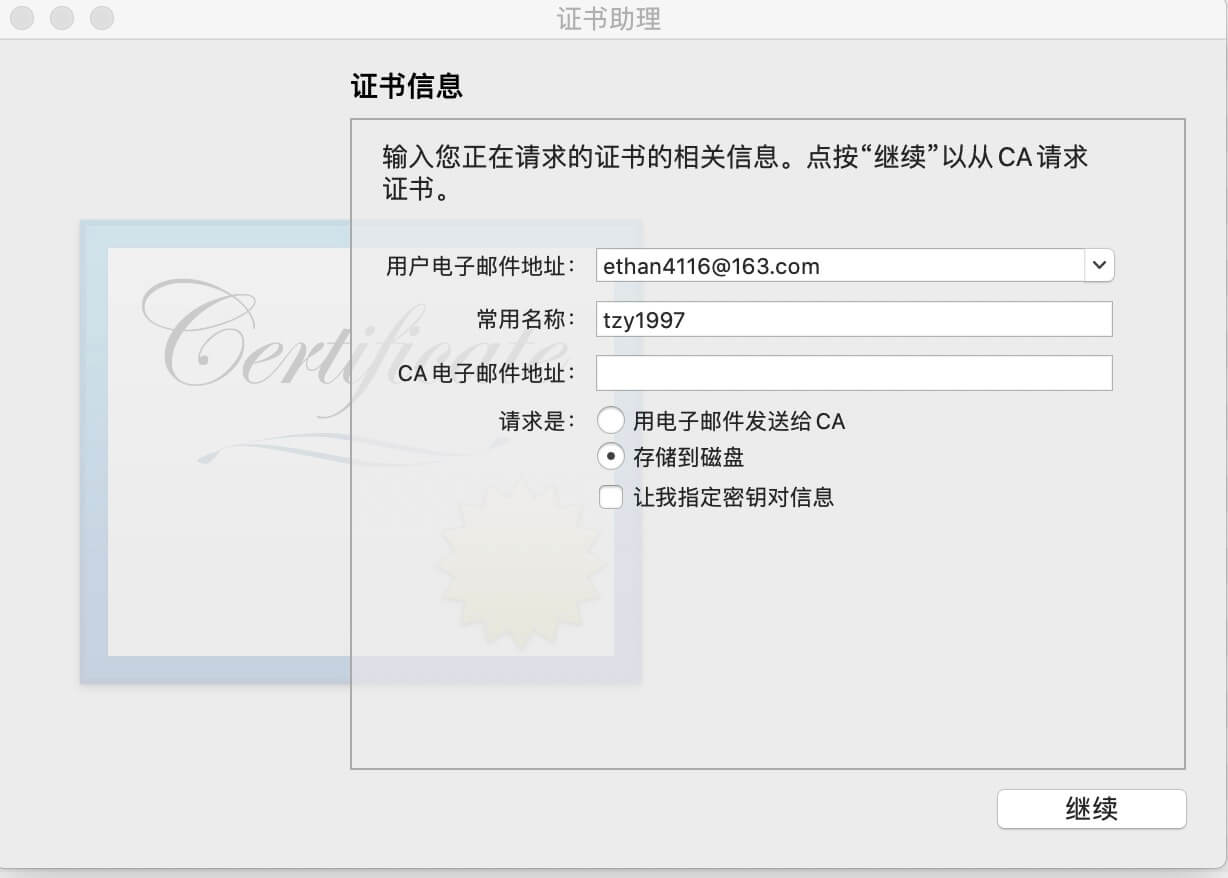 证书助理
证书信息
输入您正在请求的证书的相关信息。点按“继续”以从 CA 请求
证书。
Certificate
用户电子邮件地址： ethan4116@163.com
常用名称： tzy1997
CA 电子邮件地址：
请求是： 用电子邮件发送给 CA
存储到磁盘
让我指定密钥对信息
继续